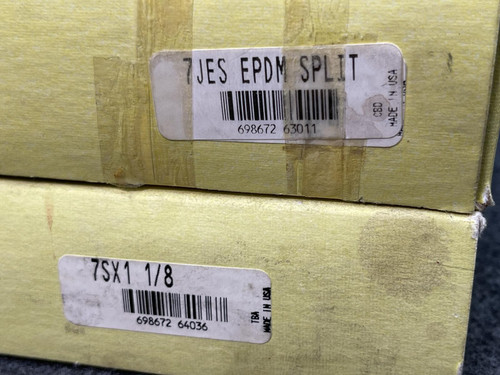 7JES EPDM SPLIT
698672 63011
CBD
MADE IN USA
7SX1 1/8
698672 64036
TBA
MADE IN USA